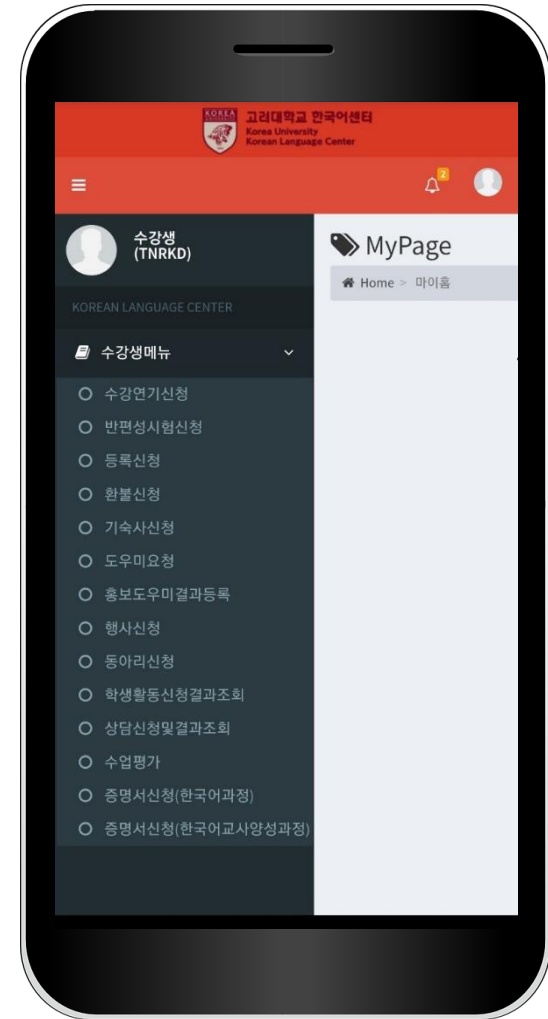 KOREA
고려대학교 한국어센터
Korea University
Korean Language Center
2
수강생
(TNRKD)
MyPage
Home > 마이홈
KOREAN LANGUAGE CENTER
수강생메뉴
수강연기신청
반편성시험신청
등록신청
환불신청
기숙사신청
도우미요청
홍보도우미결과등록
행사신청
동아리신청
학생활동신청결과조회
상담신청및결과조회
수업평가
증명서신청(한국어과정)
증명서신청(한국어교사양성과정)